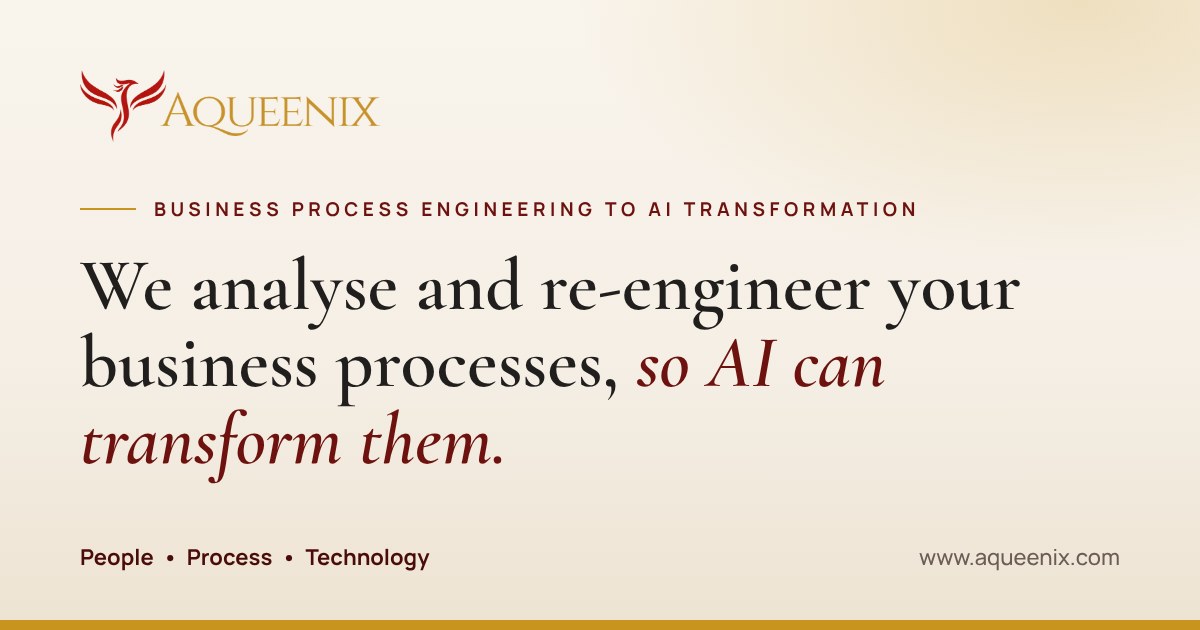 AQUEENIX
BUSINESS PROCESS ENGINEERING TO AI TRANSFORMATION
We analyse and re-engineer your
business processes, so AI can
transform them.
People • Process • Technology
www.aqueenix.com